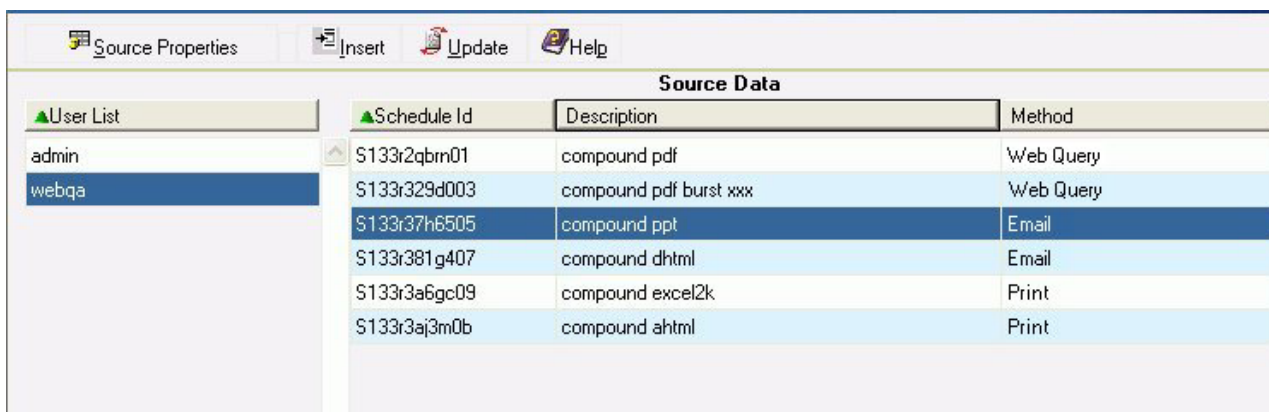 Source Properties Insert Update Help
Source Data
User List Schedule Id Description Method
admin S133r2qbrn01 compound pdf Web Query
webqa S133r329d003 compound pdf burst xxx Web Query
S133r37h6505 compound ppt Email
S133r381g407 compound dhtml Email
S133r3a6gc09 compound excel2k Print
S133r3aj3m0b compound ahtml Print